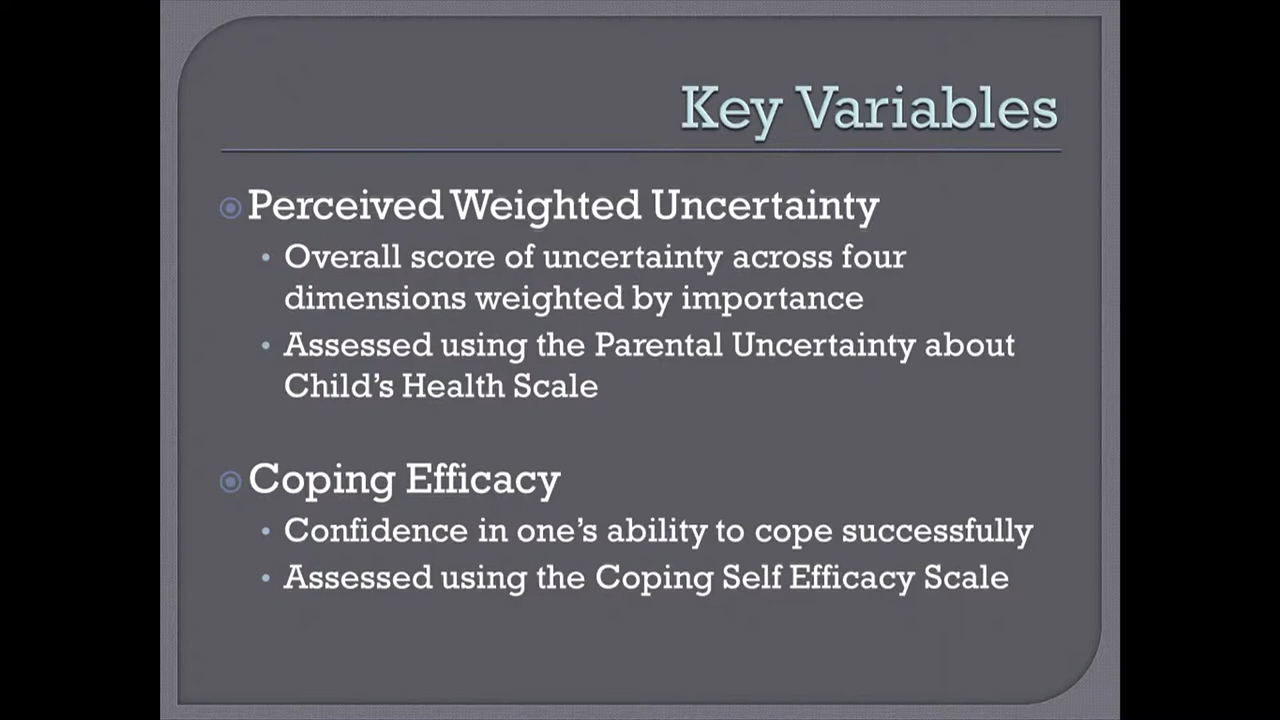 Key Variables
Perceived Weighted Uncertainty
• Overall score of uncertainty across four
dimensions weighted by importance
• Assessed using the Parental Uncertainty about
Child's Health Scale
Coping Efficacy
• Confidence in one's ability to cope successfully
• Assessed using the Coping Self Efficacy Scale